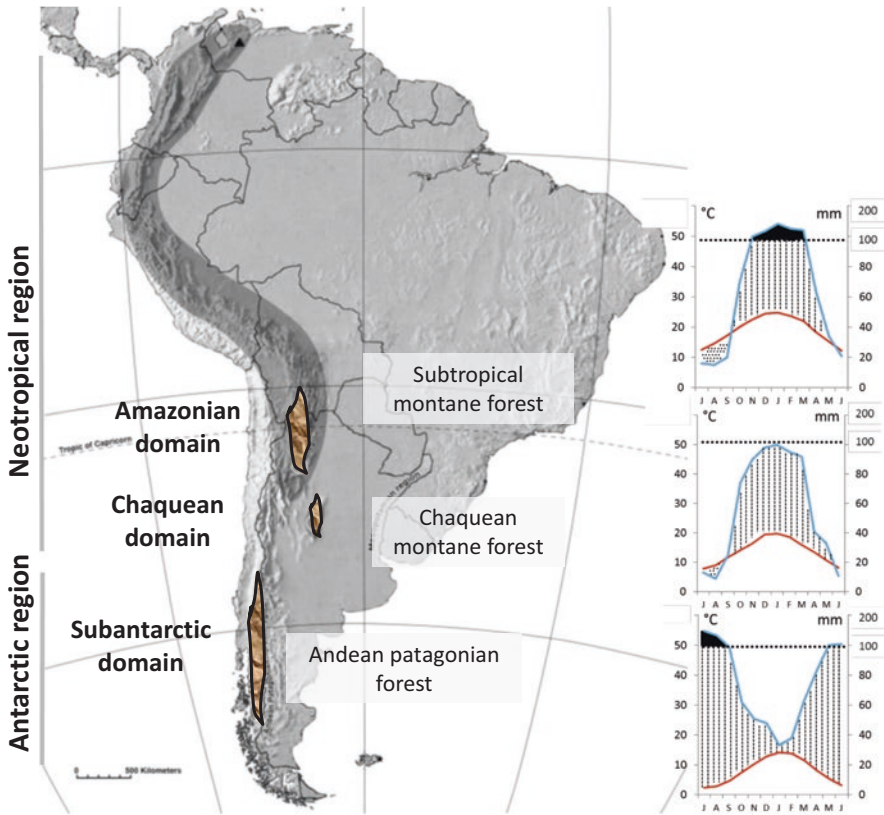 Neotropical region
Antarctic region
Amazonian
domain
Chaquean
domain
Subantarctic
domain
Subtropical
montane forest
Chaquean
montane forest
Andean patagonian
forest
Tropic of Capricorn
region
0 500 Kilometers
°C mm
200
50 100
40 80
30 60
20 40
10 20
0 0
J A S O N D J F M A M J
°C mm
200
50 100
40 80
30 60
20 40
10 20
0 0
J A S O N D J F M A M J
°C mm
200
50 100
40 80
30 60
20 40
10 20
0 0
J A S O N D J F M A M J